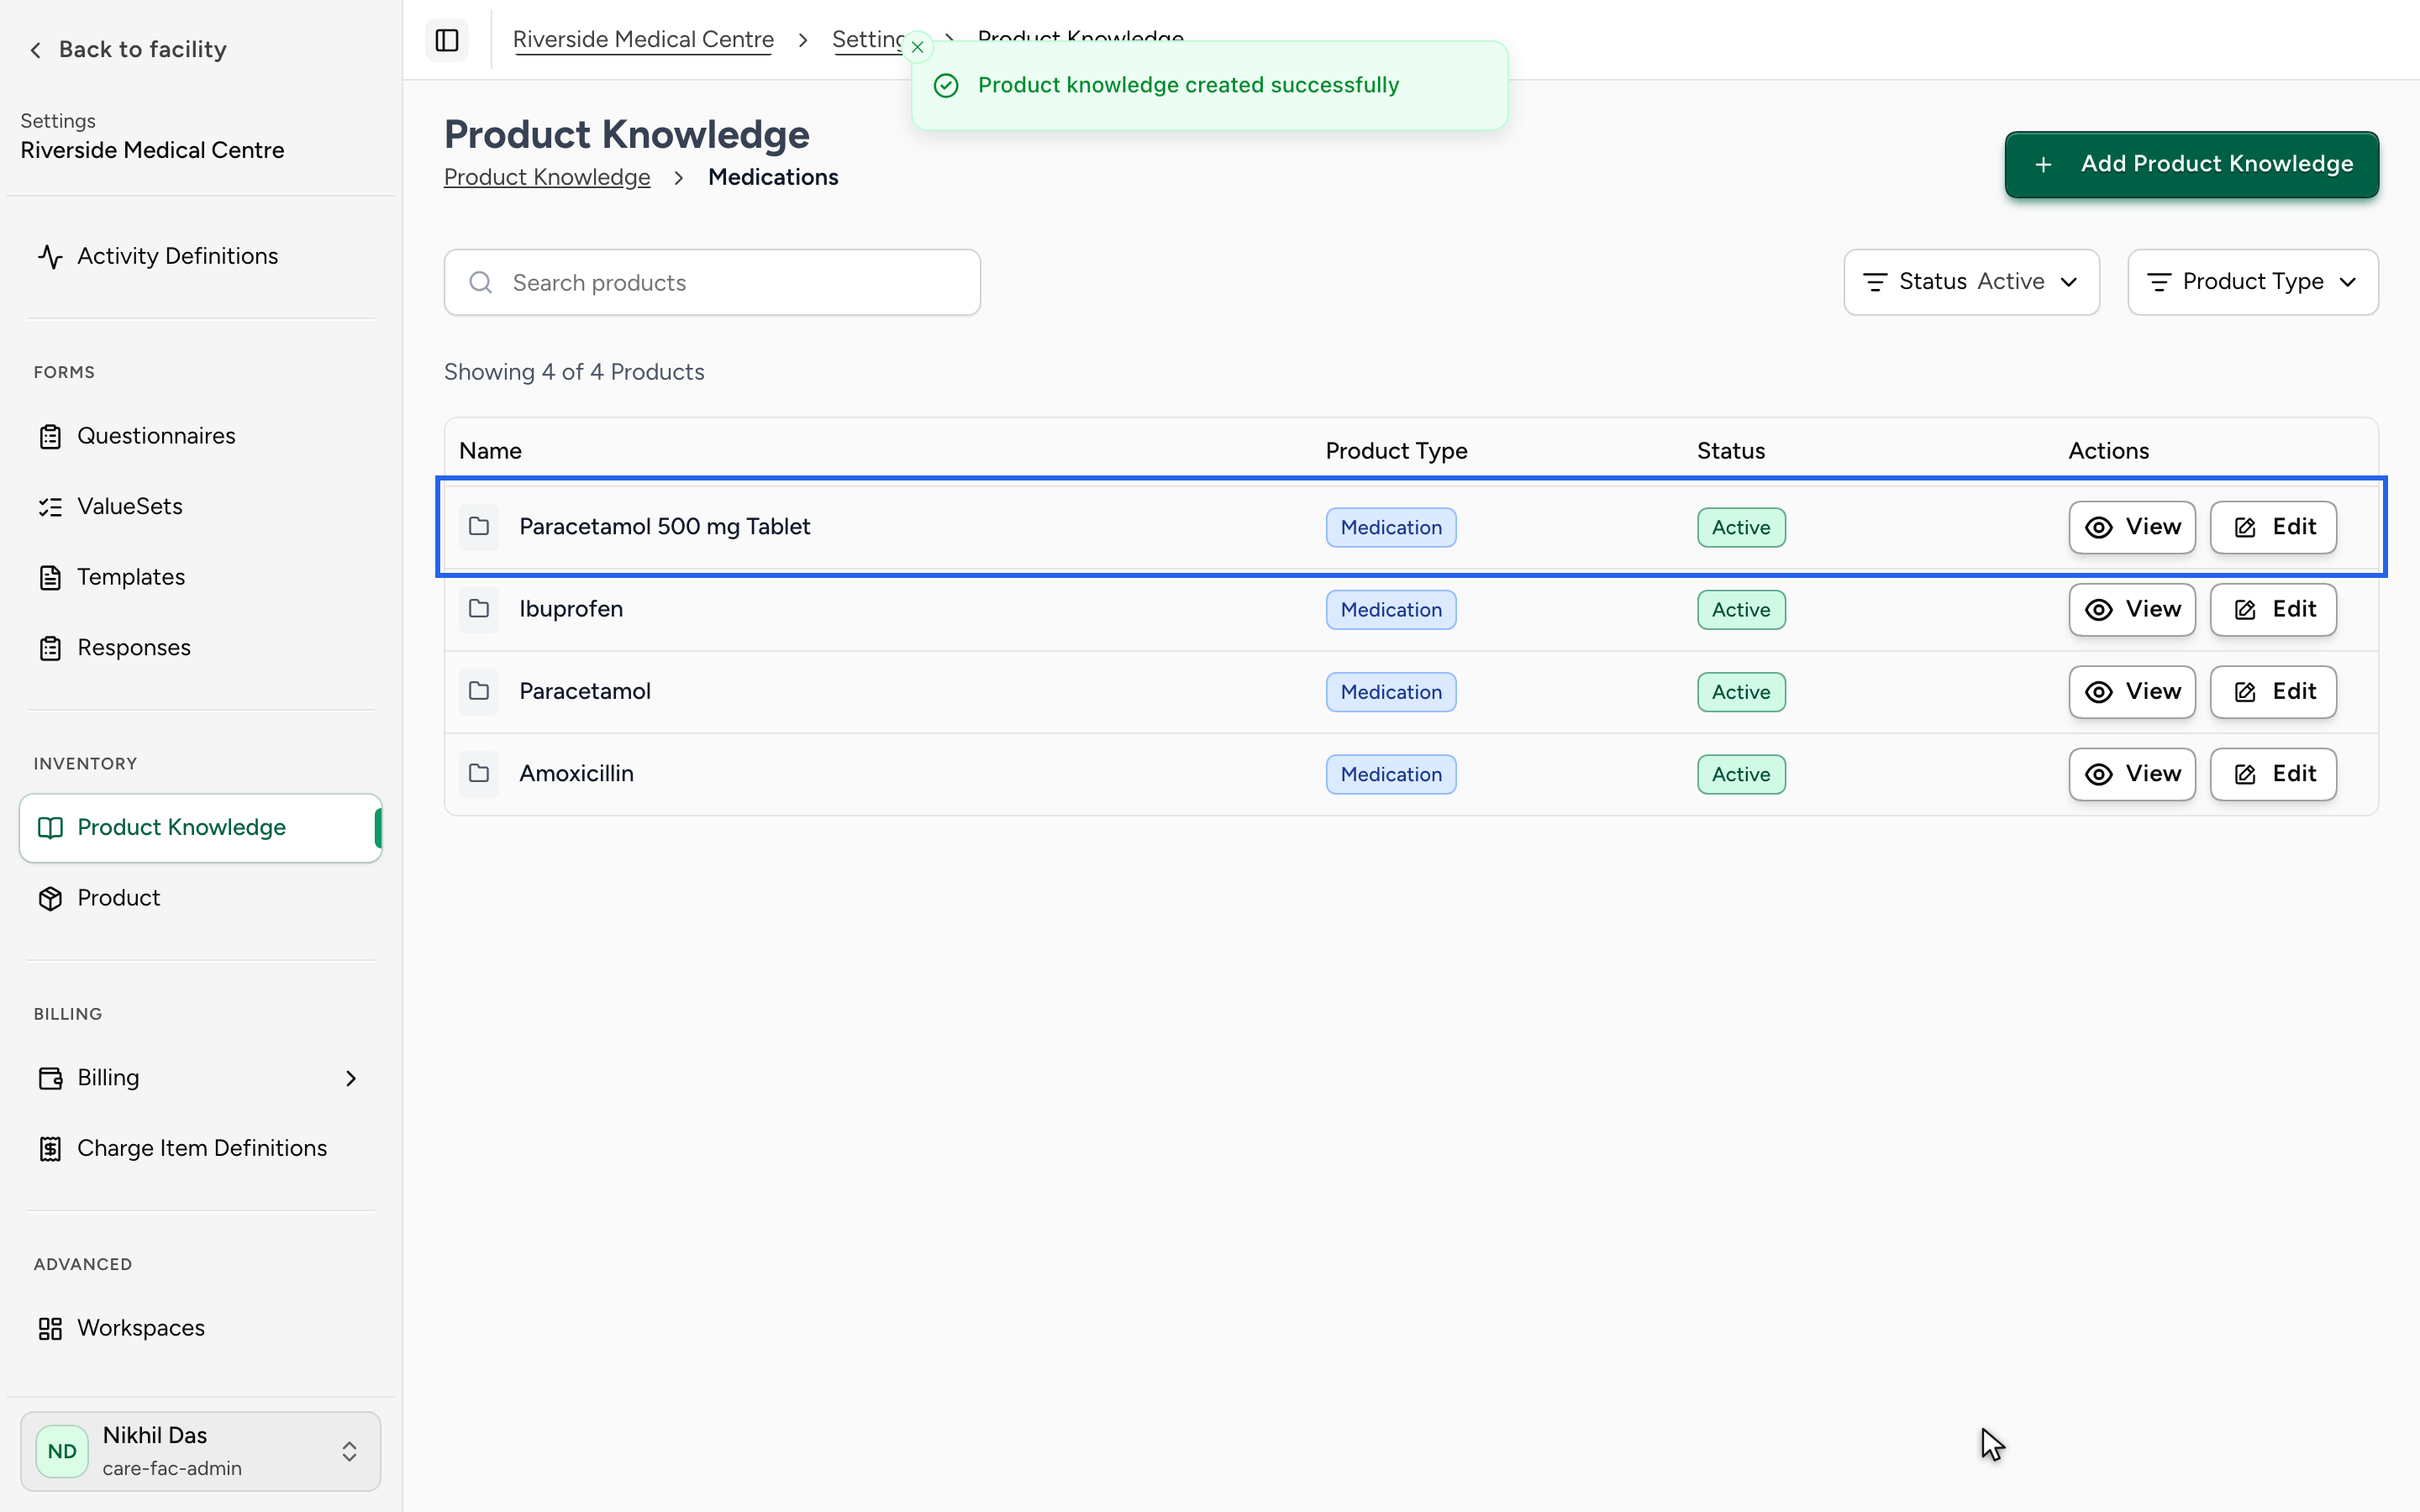 Back to facility
Settings
Riverside Medical Centre
Activity Definitions
FORMS
Questionnaires
ValueSets
Templates
Responses
INVENTORY
Product Knowledge
Product
BILLING
Billing
Charge Item Definitions
ADVANCED
Workspaces
ND
Nikhil Das
care-fac-admin
Riverside Medical Centre
Settings
Product Knowledge
Product knowledge created successfully
Product Knowledge
Product Knowledge
Medications
Add Product Knowledge
Search products
Status Active
Product Type
Showing 4 of 4 Products
Name Product Type Status Actions
Paracetamol 500 mg Tablet Medication Active View Edit
Ibuprofen Medication Active View Edit
Paracetamol Medication Active View Edit
Amoxicillin Medication Active View Edit